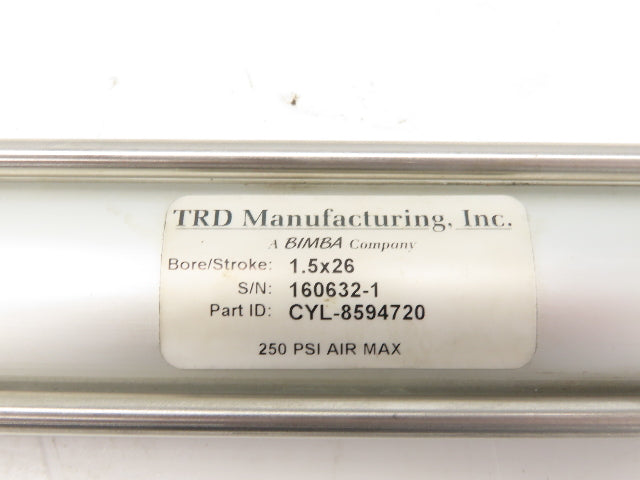 TRD Manufacturing, Inc.
A BIMBA Company
Bore/Stroke: 1.5x26
S/N: 160632-1
Part ID: CYL-8594720
250 PSI AIR MAX